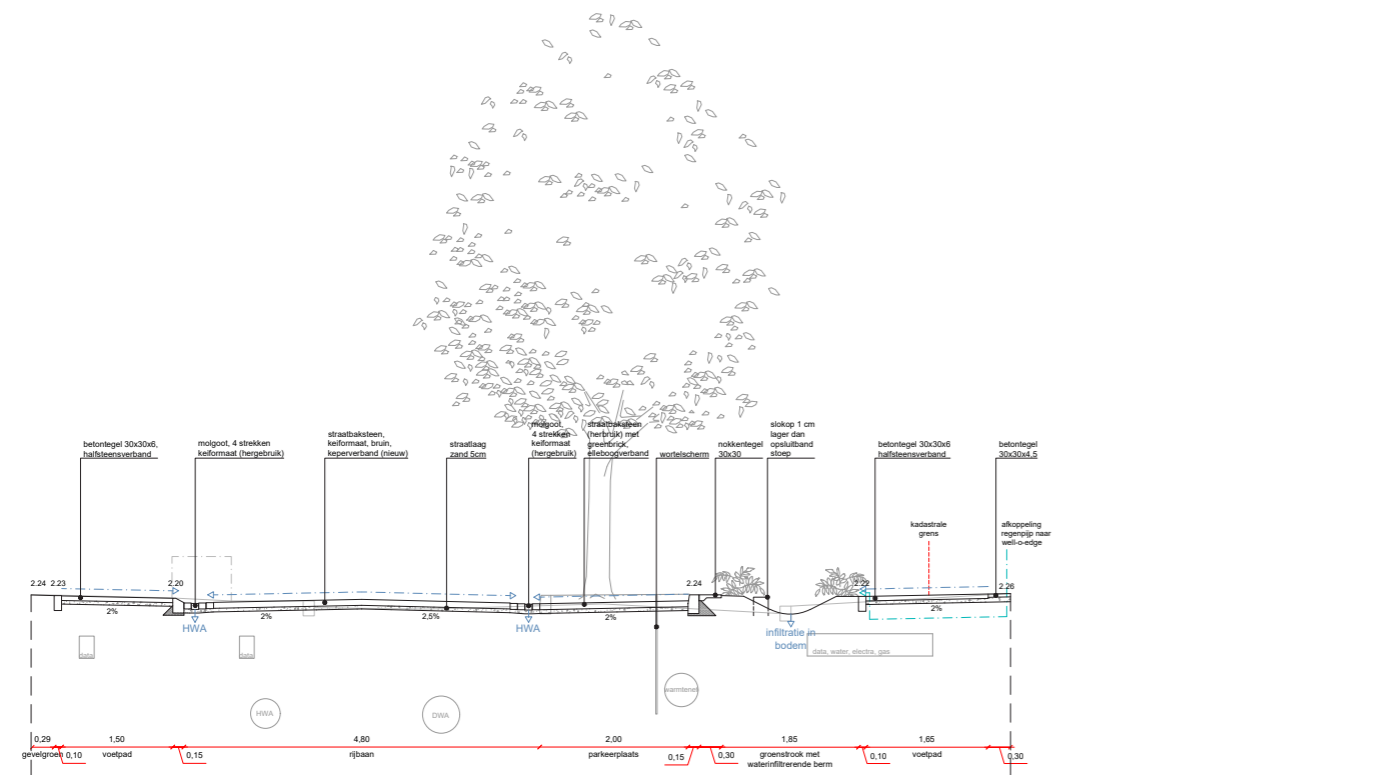 betontegel 30x30x6,
halfsteensverband
molgoot, 4 strekken
keiformaat (hergebruik)
straatbaksteen,
keiformaat, bruin,
keperverband (nieuw)
straatlaag
zand 5cm
molgoot,
4 strekken
keiformaat
(hergebruik)
straatbaksteen
(herbruik) met
greenbrick,
elleboogverband
wortelscherm
nokkentegel
30x30
slokop 1 cm
lager dan
opsluitband
stoep
betontegel 30x30x6
halfsteensverband
betontegel
30x30x4,5
kadastrale
grens
afkoppeling
regenpijp naar
well-o-edge
2.24 2.23 2.20 2.24 2.22 2.26
2% 2% 2,5% 2% 2%
HWA HWA
infiltratie in
bodem
data data
data, water, electra, gas
warmtenet
HWA DWA
0,29 1,50 4,80 2,00 1,85 1,65
gevelgroen 0,10 voetpad 0,15 rijbaan parkeerplaats 0,15 0,30 groenstrook met 0,10 voetpad 0,30
waterinfiltrerende berm